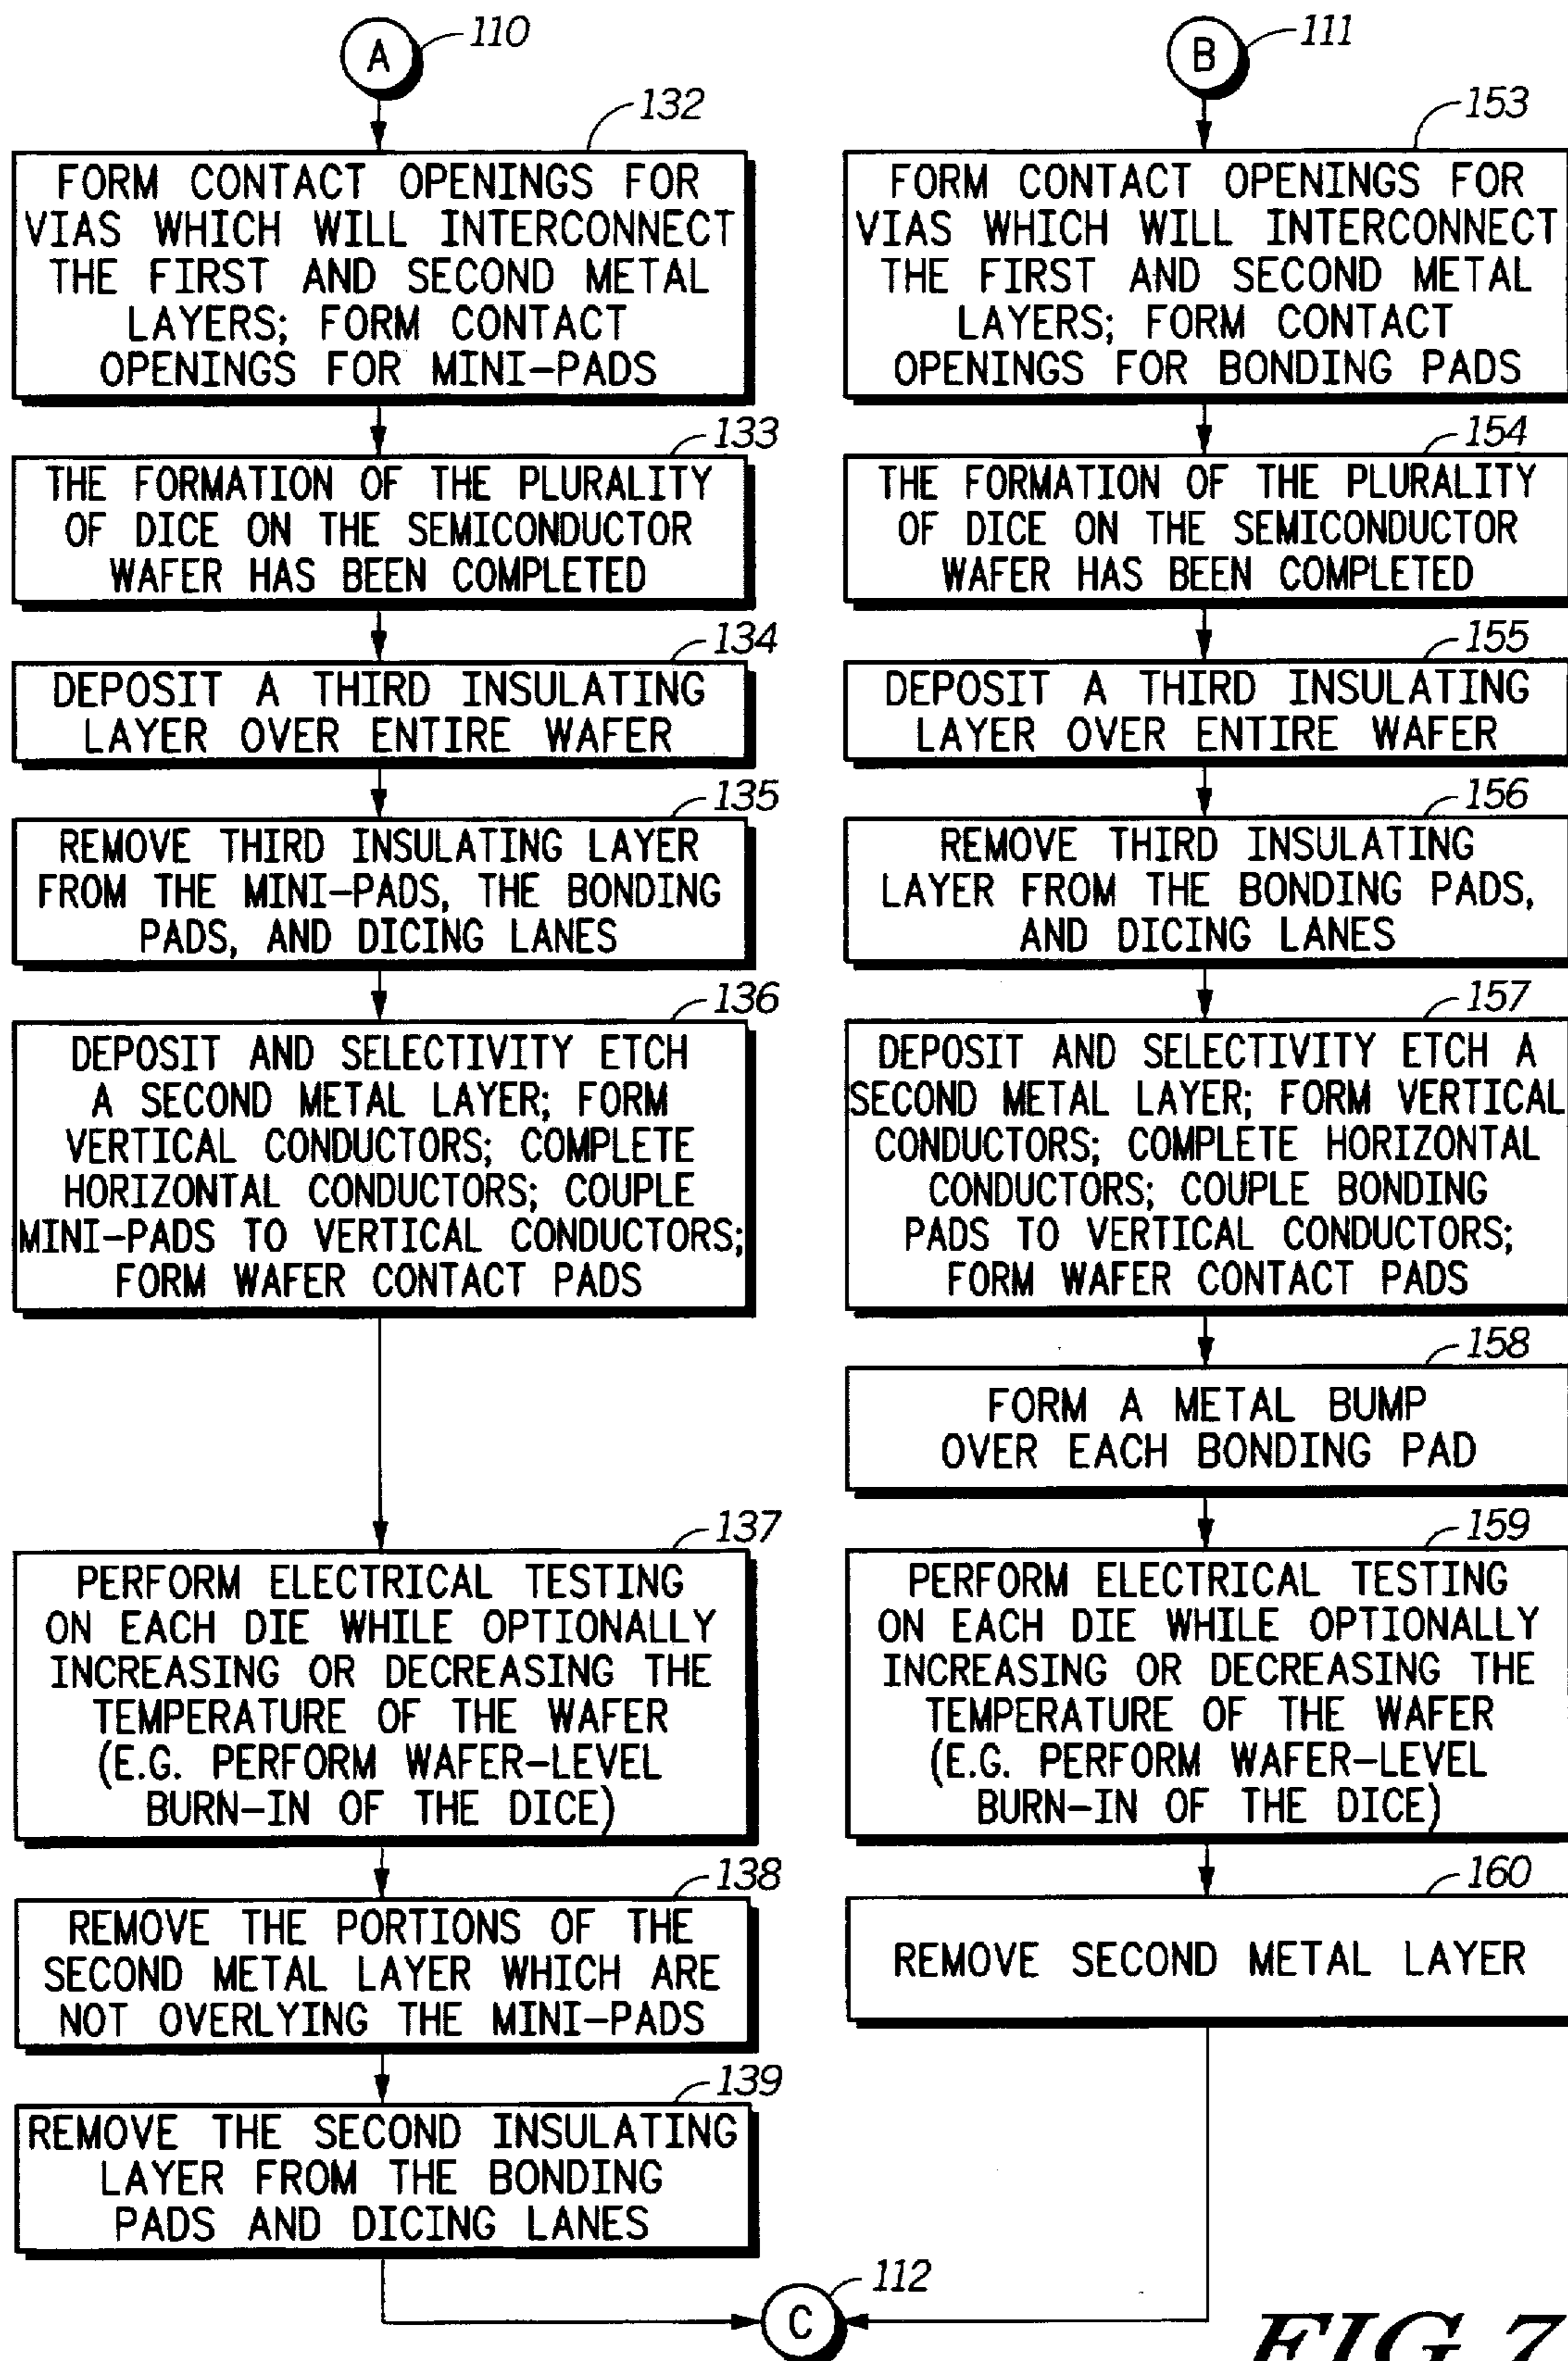 A
110
132
FORM CONTACT OPENINGS FOR
VIAS WHICH WILL INTERCONNECT
THE FIRST AND SECOND METAL
LAYERS; FORM CONTACT
OPENINGS FOR MINI-PADS
133
THE FORMATION OF THE PLURALITY
OF DICE ON THE SEMICONDUCTOR
WAFER HAS BEEN COMPLETED
134
DEPOSIT A THIRD INSULATING
LAYER OVER ENTIRE WAFER
135
REMOVE THIRD INSULATING LAYER
FROM THE MINI-PADS, THE BONDING
PADS, AND DICING LANES
136
DEPOSIT AND SELECTIVITY ETCH
A SECOND METAL LAYER; FORM
VERTICAL CONDUCTORS; COMPLETE
HORIZONTAL CONDUCTORS; COUPLE
MINI-PADS TO VERTICAL CONDUCTORS;
FORM WAFER CONTACT PADS
137
PERFORM ELECTRICAL TESTING
ON EACH DIE WHILE OPTIONALLY
INCREASING OR DECREASING THE
TEMPERATURE OF THE WAFER
(E.G. PERFORM WAFER-LEVEL
BURN-IN OF THE DICE)
138
REMOVE THE PORTIONS OF THE
SECOND METAL LAYER WHICH ARE
NOT OVERLYING THE MINI-PADS
139
REMOVE THE SECOND INSULATING
LAYER FROM THE BONDING
PADS AND DICING LANES
B
111
153
FORM CONTACT OPENINGS FOR
VIAS WHICH WILL INTERCONNECT
THE FIRST AND SECOND METAL
LAYERS; FORM CONTACT
OPENINGS FOR BONDING PADS
154
THE FORMATION OF THE PLURALITY
OF DICE ON THE SEMICONDUCTOR
WAFER HAS BEEN COMPLETED
155
DEPOSIT A THIRD INSULATING
LAYER OVER ENTIRE WAFER
156
REMOVE THIRD INSULATING
LAYER FROM THE BONDING PADS,
AND DICING LANES
157
DEPOSIT AND SELECTIVITY ETCH A
SECOND METAL LAYER; FORM VERTICAL
CONDUCTORS; COMPLETE HORIZONTAL
CONDUCTORS; COUPLE BONDING
PADS TO VERTICAL CONDUCTORS;
FORM WAFER CONTACT PADS
158
FORM A METAL BUMP
OVER EACH BONDING PAD
159
PERFORM ELECTRICAL TESTING
ON EACH DIE WHILE OPTIONALLY
INCREASING OR DECREASING THE
TEMPERATURE OF THE WAFER
(E.G. PERFORM WAFER-LEVEL
BURN-IN OF THE DICE)
160
REMOVE SECOND METAL LAYER
112
C
FIG.7